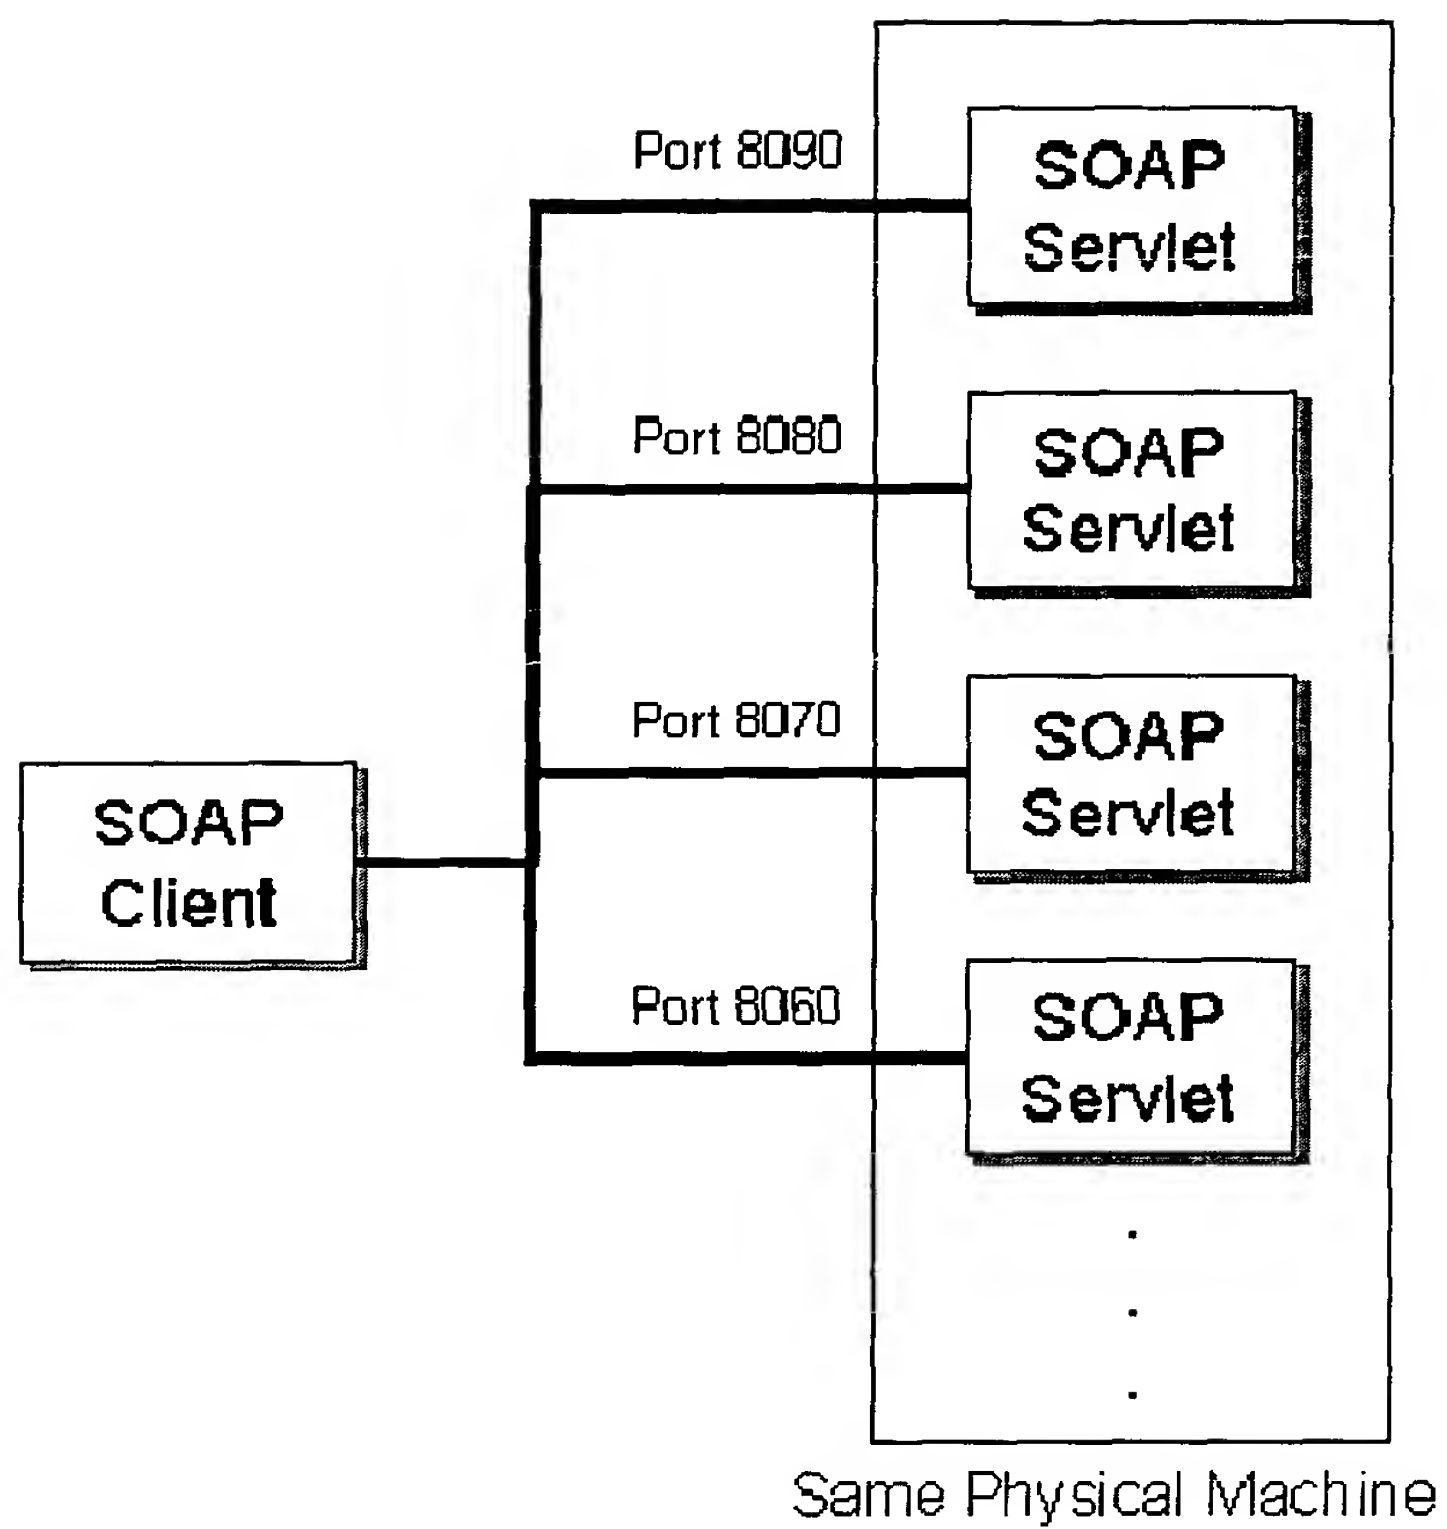 Port 8090
SOAP
Servlet
Port 8080
SOAP
Servlet
Port 8070
SOAP
Servlet
SOAP
Client
Port 8060
SOAP
Servlet
Same Physical Machine